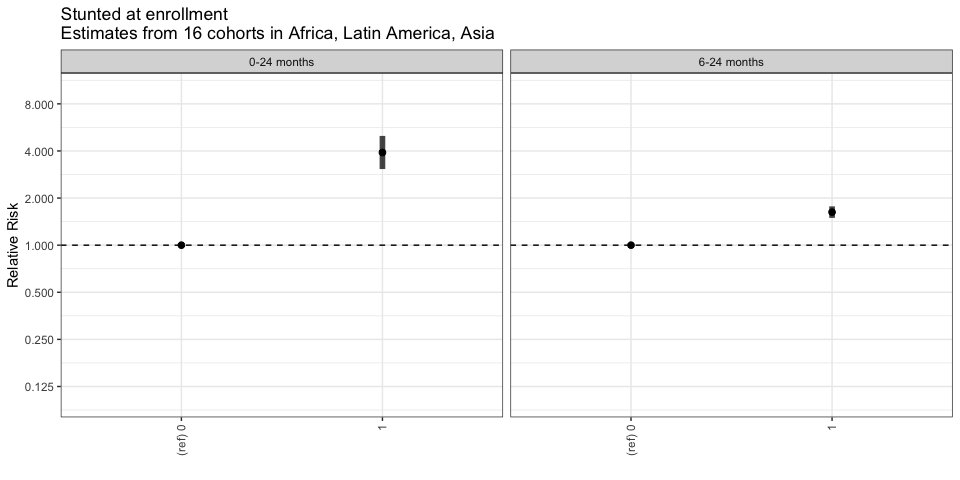 Stunted at enrollment
Estimates from 16 cohorts in Africa, Latin America, Asia
0-24 months
6-24 months
Relative Risk
8.000
4.000
2.000
1.000
0.500
0.250
0.125
(ref) 0
1
(ref) 0
1